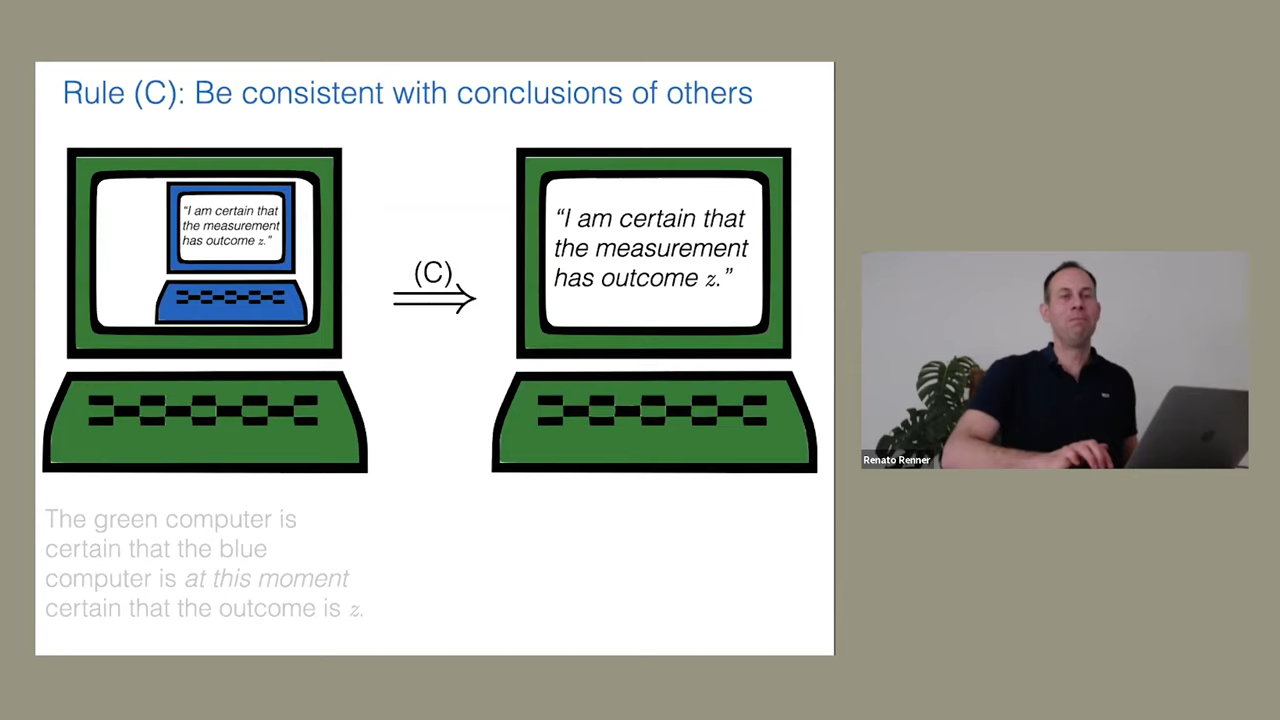 Rule (C): Be consistent with conclusions of others
"I am certain that
the measurement
has outcome z."
(C)
"I am certain that
the measurement
has outcome z."
The green computer is
certain that the blue
computer is at this moment
certain that the outcome is z.
Renato Renner